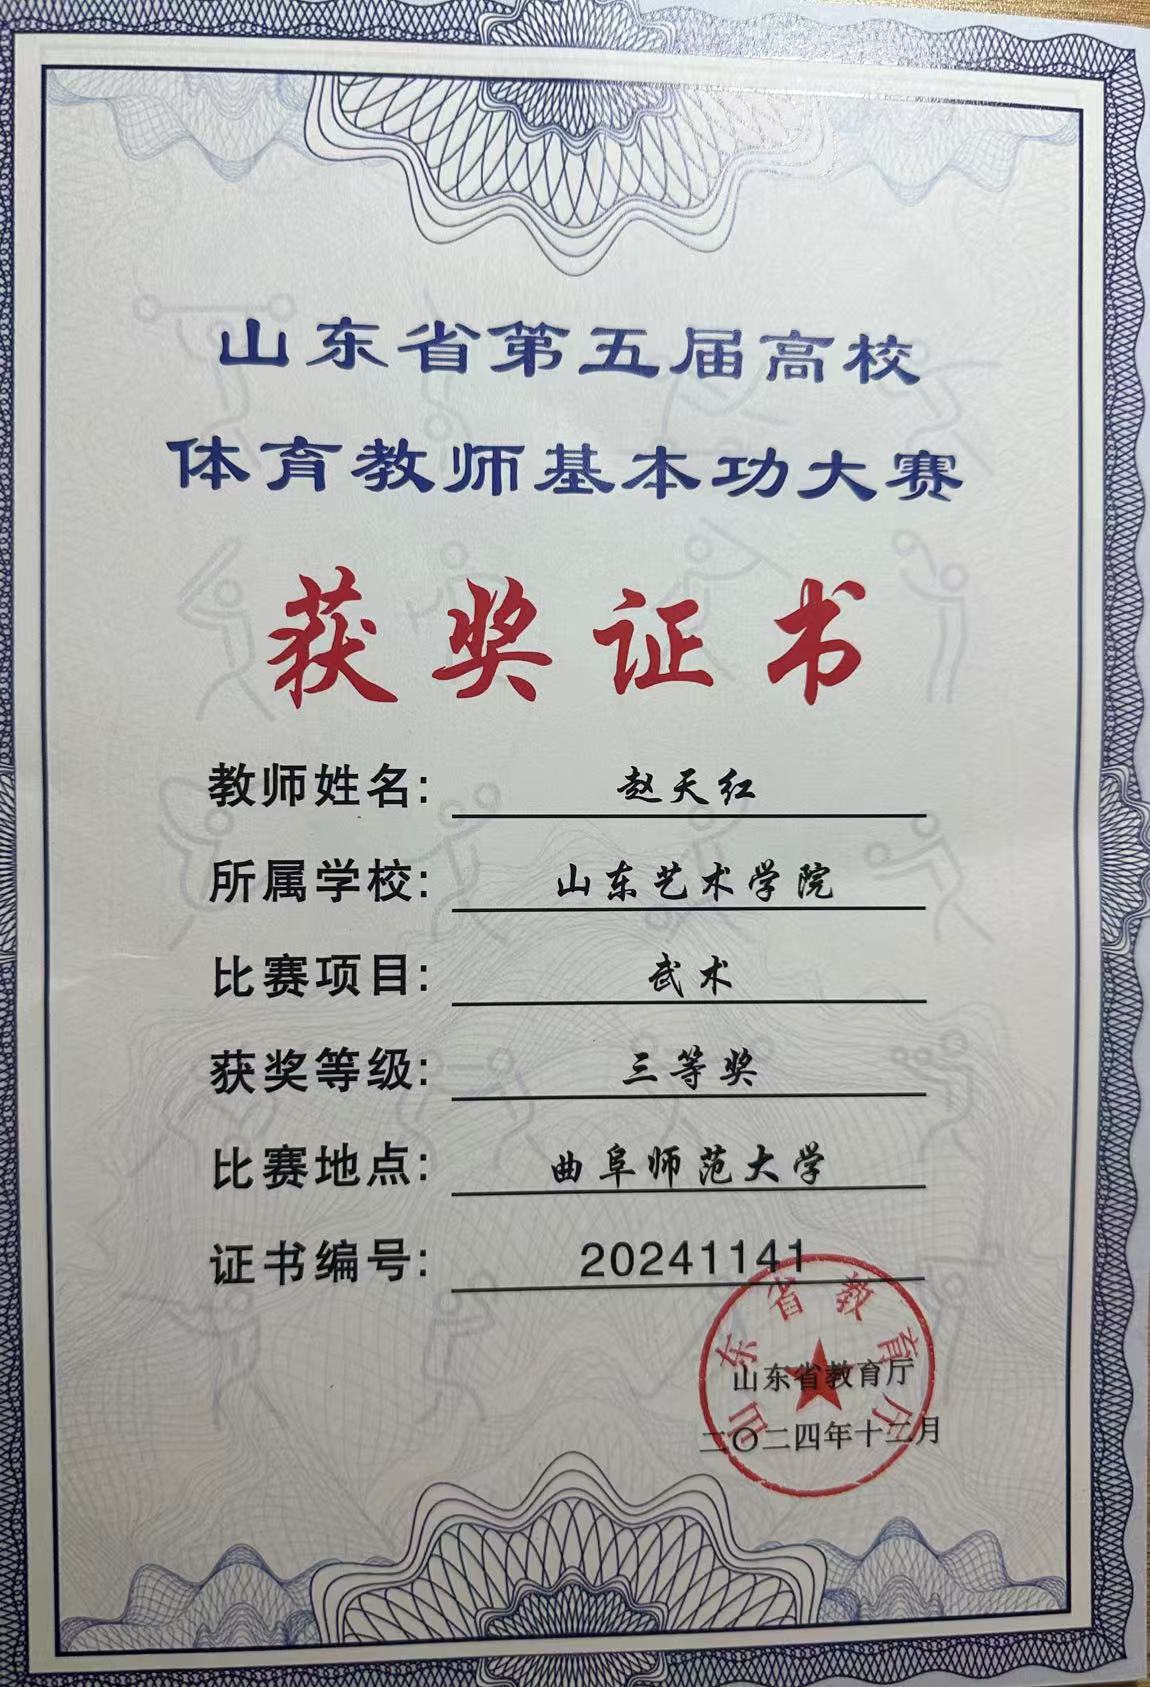 山东省第五届高校
体育教师基本功大赛
获奖证书
教师姓名: 赵天红
所属学校: 山东艺术学院
比赛项目: 武术
获奖等级: 三等奖
比赛地点: 曲阜师范大学
证书编号: 20241141
山东省教育厅
山东省教育厅
二〇二四年十二月